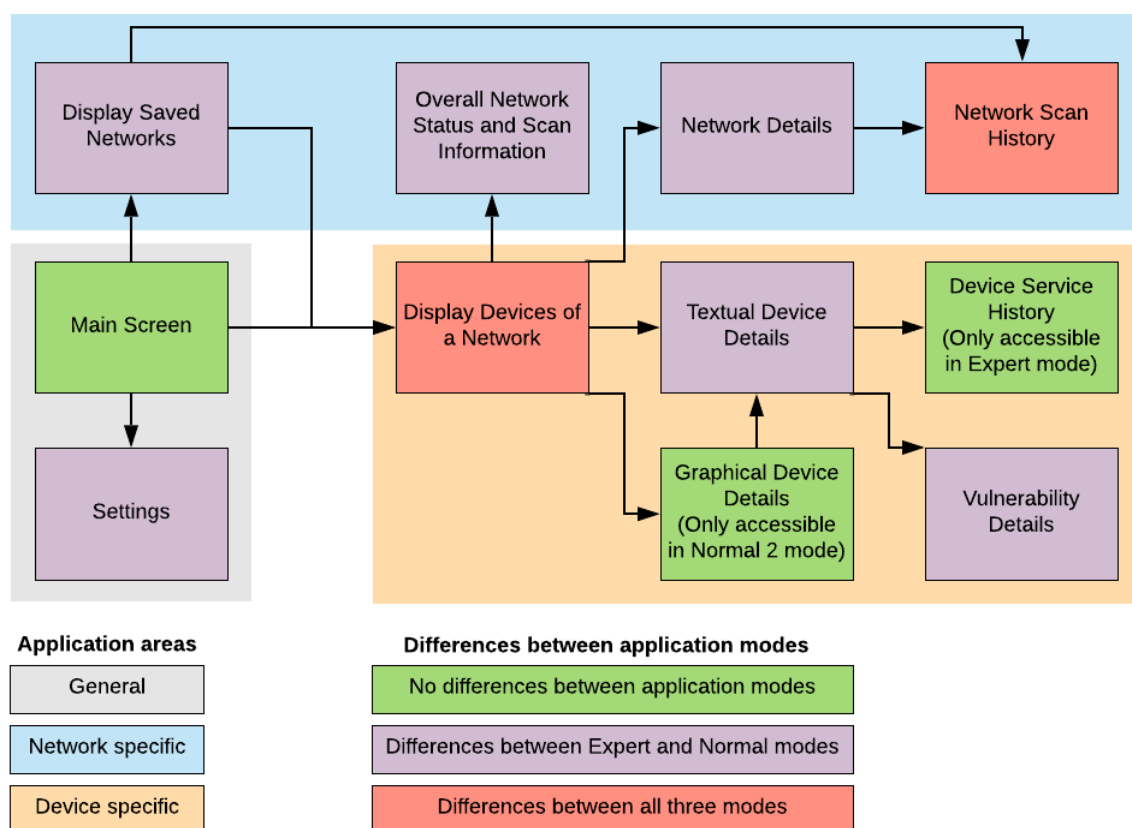 Display Saved
Networks
Overall Network
Status and Scan
Information
Network Details
Network Scan
History
Main Screen
Display Devices of
a Network
Textual Device
Details
Device Service
History
(Only accessible
in Expert mode)
Settings
Graphical Device
Details
(Only accessible
in Normal 2 mode)
Vulnerability
Details
Application areas
General
Network specific
Device specific
Differences between application modes
No differences between application modes
Differences between Expert and Normal modes
Differences between all three modes